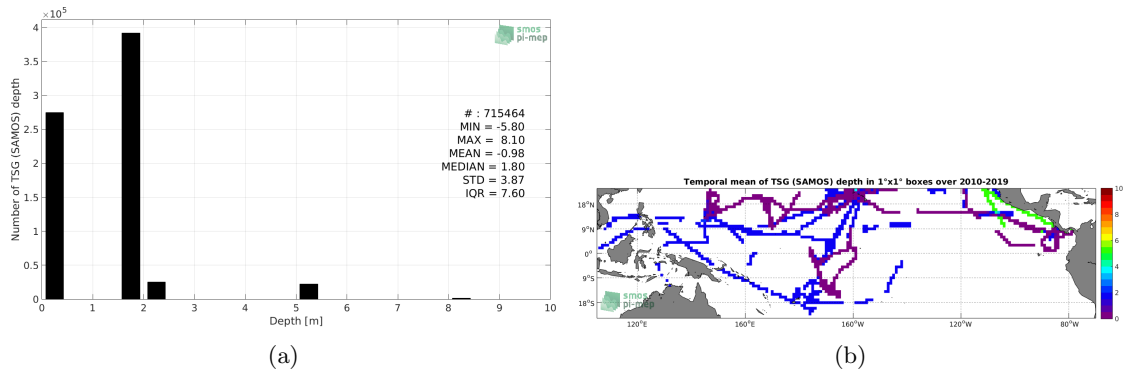 ×10⁵
4
3.5
3
2.5
2
1.5
1
0.5
0
Number of TSG (SAMOS) depth
smos
pi-mep
# : 715464
MIN = -5.80
MAX = 8.10
MEAN = -0.98
MEDIAN = 1.80
STD = 3.87
IQR = 7.60
0 1 2 3 4 5 6 7 8 9 10
Depth [m]
(a)
Temporal mean of TSG (SAMOS) depth in 1°x1° boxes over 2010-2019
18°N
9°N
0°
9°S
18°S
smos
pi-mep
120°E 160°E 160°W 120°W 80°W
10
8
6
4
2
0
(b)